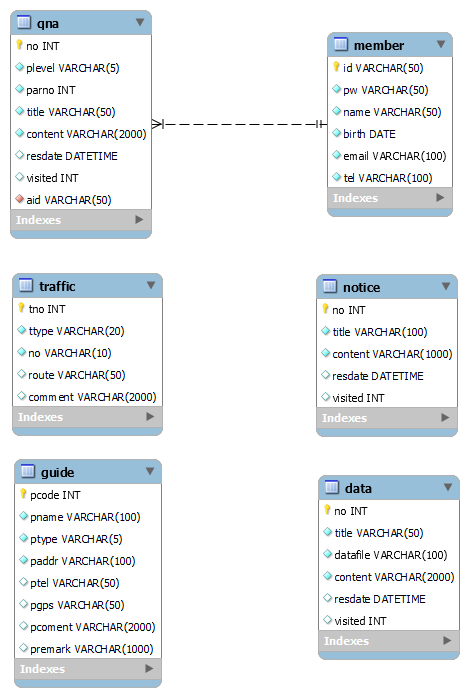 qna
no INT
plevel VARCHAR(5)
parno INT
title VARCHAR(50)
content VARCHAR(2000)
resdate DATETIME
visited INT
aid VARCHAR(50)
Indexes
member
id VARCHAR(50)
pw VARCHAR(50)
name VARCHAR(50)
birth DATE
email VARCHAR(100)
tel VARCHAR(100)
Indexes
traffic
tno INT
ttype VARCHAR(20)
no VARCHAR(10)
route VARCHAR(50)
comment VARCHAR(2000)
Indexes
notice
no INT
title VARCHAR(100)
content VARCHAR(1000)
resdate DATETIME
visited INT
Indexes
guide
pcode INT
pname VARCHAR(100)
ptype VARCHAR(5)
paddr VARCHAR(100)
ptel VARCHAR(50)
pgps VARCHAR(50)
pcoment VARCHAR(2000)
premark VARCHAR(1000)
Indexes
data
no INT
title VARCHAR(50)
datafile VARCHAR(100)
content VARCHAR(2000)
resdate DATETIME
visited INT
Indexes